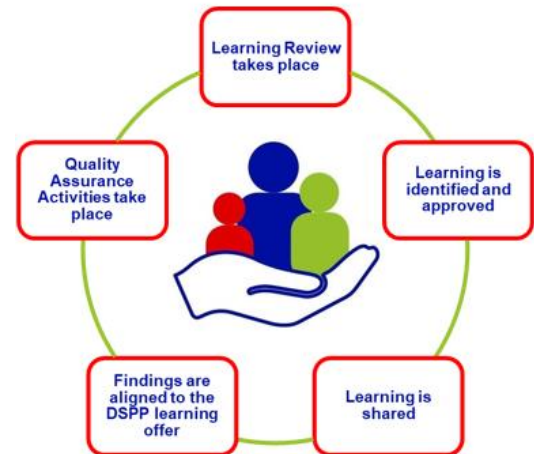 Learning Review
takes place
Learning is
identified and
approved
Learning is
shared
Findings are
aligned to the
DSPP learning
offer
Quality
Assurance
Activities take
place